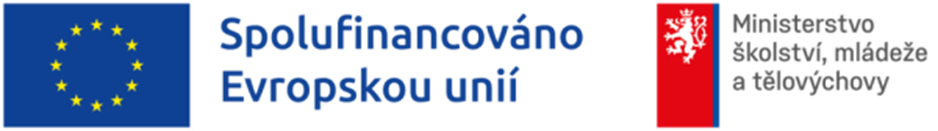 Spolufinancováno
Evropskou unií
Ministerstvo
školství, mládeže
a tělovýchovy